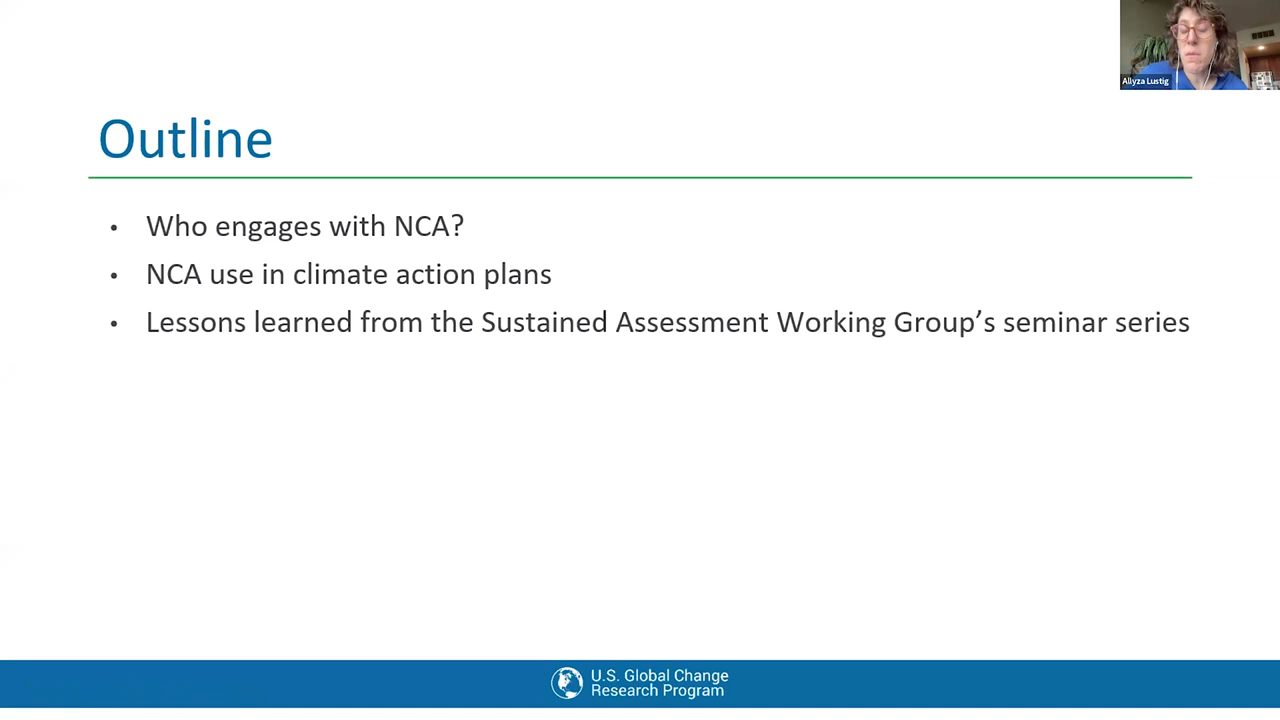 Allyza Lustig
Outline
• Who engages with NCA?
• NCA use in climate action plans
• Lessons learned from the Sustained Assessment Working Group’s seminar series
U.S. Global Change
Research Program